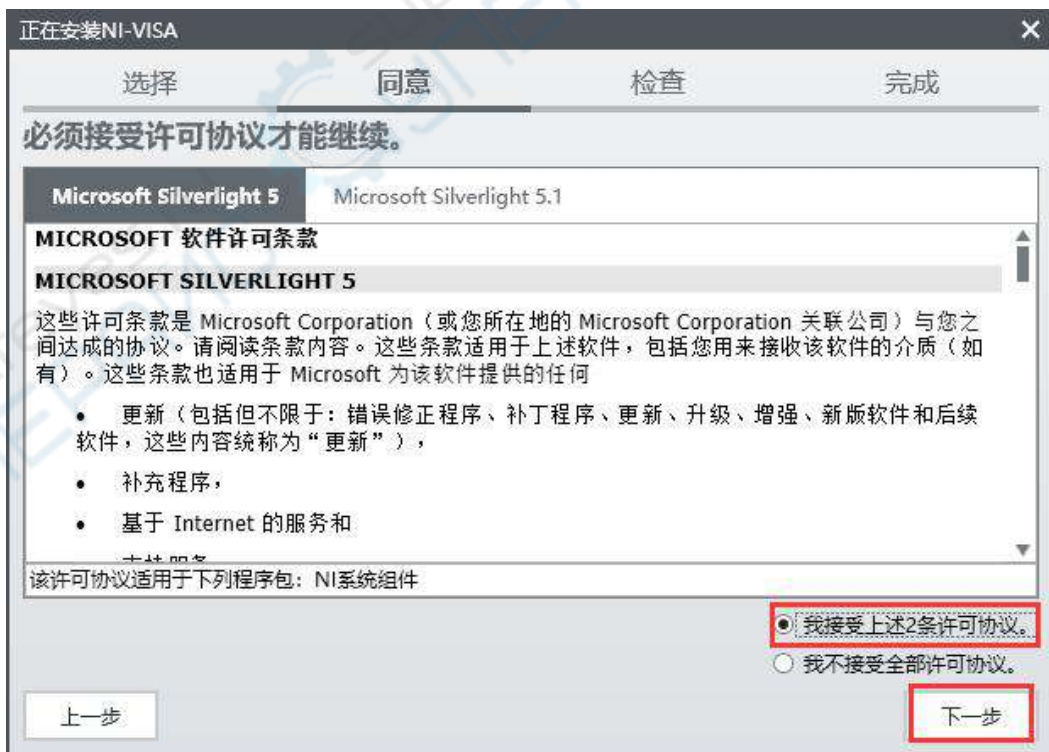 正在安装NI-VISA
选择 同意 检查 完成
必须接受许可协议才能继续。
Microsoft Silverlight 5 Microsoft Silverlight 5.1
MICROSOFT 软件许可条款
MICROSOFT SILVERLIGHT 5
这些许可条款是 Microsoft Corporation（或您所在地的 Microsoft Corporation 关联公司）与您之
间达成的协议。请阅读条款内容。这些条款适用于上述软件，包括您用来接收该软件的介质（如
有）。这些条款也适用于 Microsoft 为该软件提供的任何
• 更新（包括但不限于：错误修正程序、补丁程序、更新、升级、增强、新版软件和后续
软件，这些内容统称为“更新”），
• 补充程序，
• 基于 Internet 的服务和
该许可协议适用于下列程序包：NI系统组件
我接受上述2条许可协议。
我不接受全部许可协议。
上一步 下一步